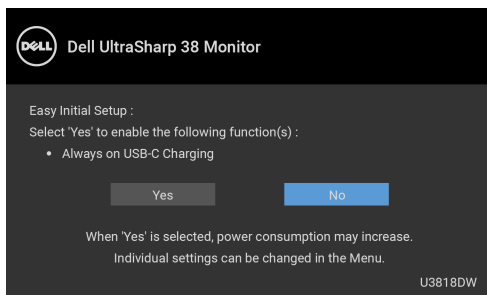 DELL
Dell UltraSharp 38 Monitor
Easy Initial Setup :
Select 'Yes' to enable the following function(s) :
• Always on USB-C Charging
Yes
No
When 'Yes' is selected, power consumption may increase.
Individual settings can be changed in the Menu.
U3818DW